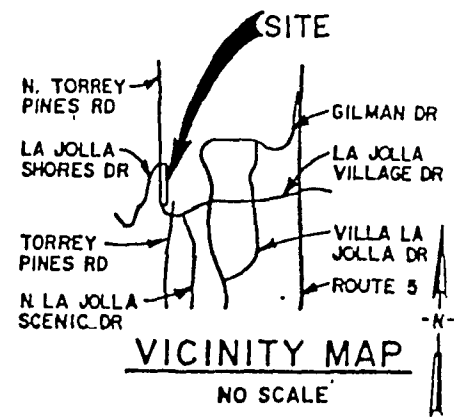 SITE
N. TORREY
PINES RD
LA JOLLA
SHORES DR
TORREY
PINES RD
N. LA JOLLA
SCENIC DR
GILMAN DR
LA JOLLA
VILLAGE DR
VILLA LA
JOLLA DR
ROUTE 5
-N-
VICINITY MAP
NO SCALE